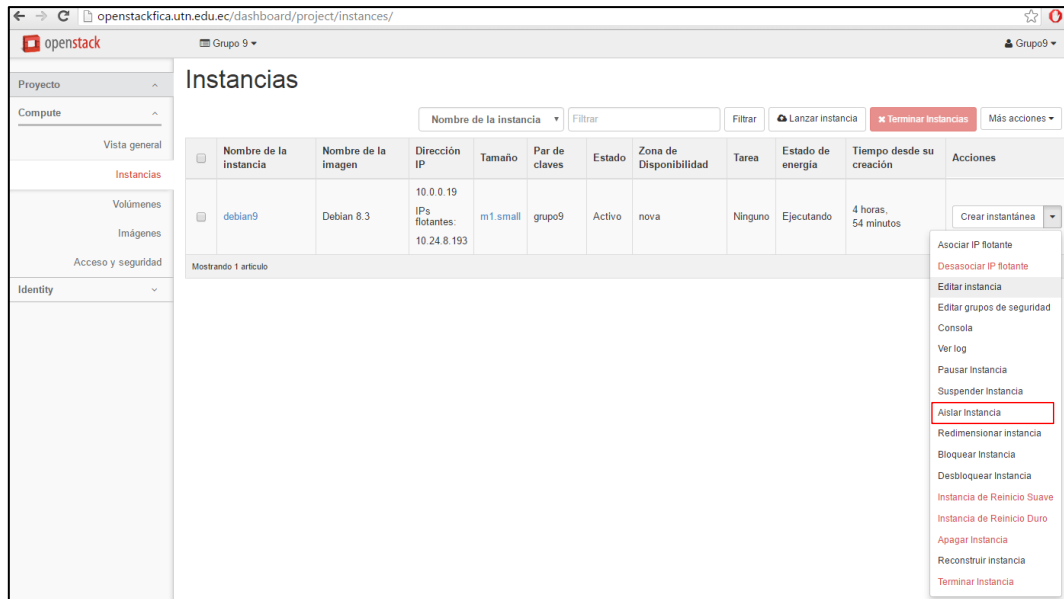 openstackfica.utn.edu.ec/dashboard/project/instances/
openstack
Grupo 9
Grupo9
Proyecto
Compute
Vista general
Instancias
Volúmenes
Imágenes
Acceso y seguridad
Identity
Instancias
Nombre de la instancia
Filtrar
Filtrar
Lanzar instancia
Terminar Instancias
Más acciones
Nombre de la
instancia
Nombre de la
imagen
Dirección
IP
Tamaño
Par de
claves
Estado
Zona de
Disponibilidad
Tarea
Estado de
energía
Tiempo desde su
creación
Acciones
debian9
Debian 8.3
10.0.0.19
IPs
flotantes:
10.24.8.193
m1.small
grupo9
Activo
nova
Ninguno
Ejecutando
4 horas,
54 minutos
Crear instantánea
Mostrando 1 artículo
Asociar IP flotante
Desasociar IP flotante
Editar instancia
Editar grupos de seguridad
Consola
Ver log
Pausar Instancia
Suspender Instancia
Aislar Instancia
Redimensionar instancia
Bloquear Instancia
Desbloquear Instancia
Instancia de Reinicio Suave
Instancia de Reinicio Duro
Apagar Instancia
Reconstruir instancia
Terminar Instancia